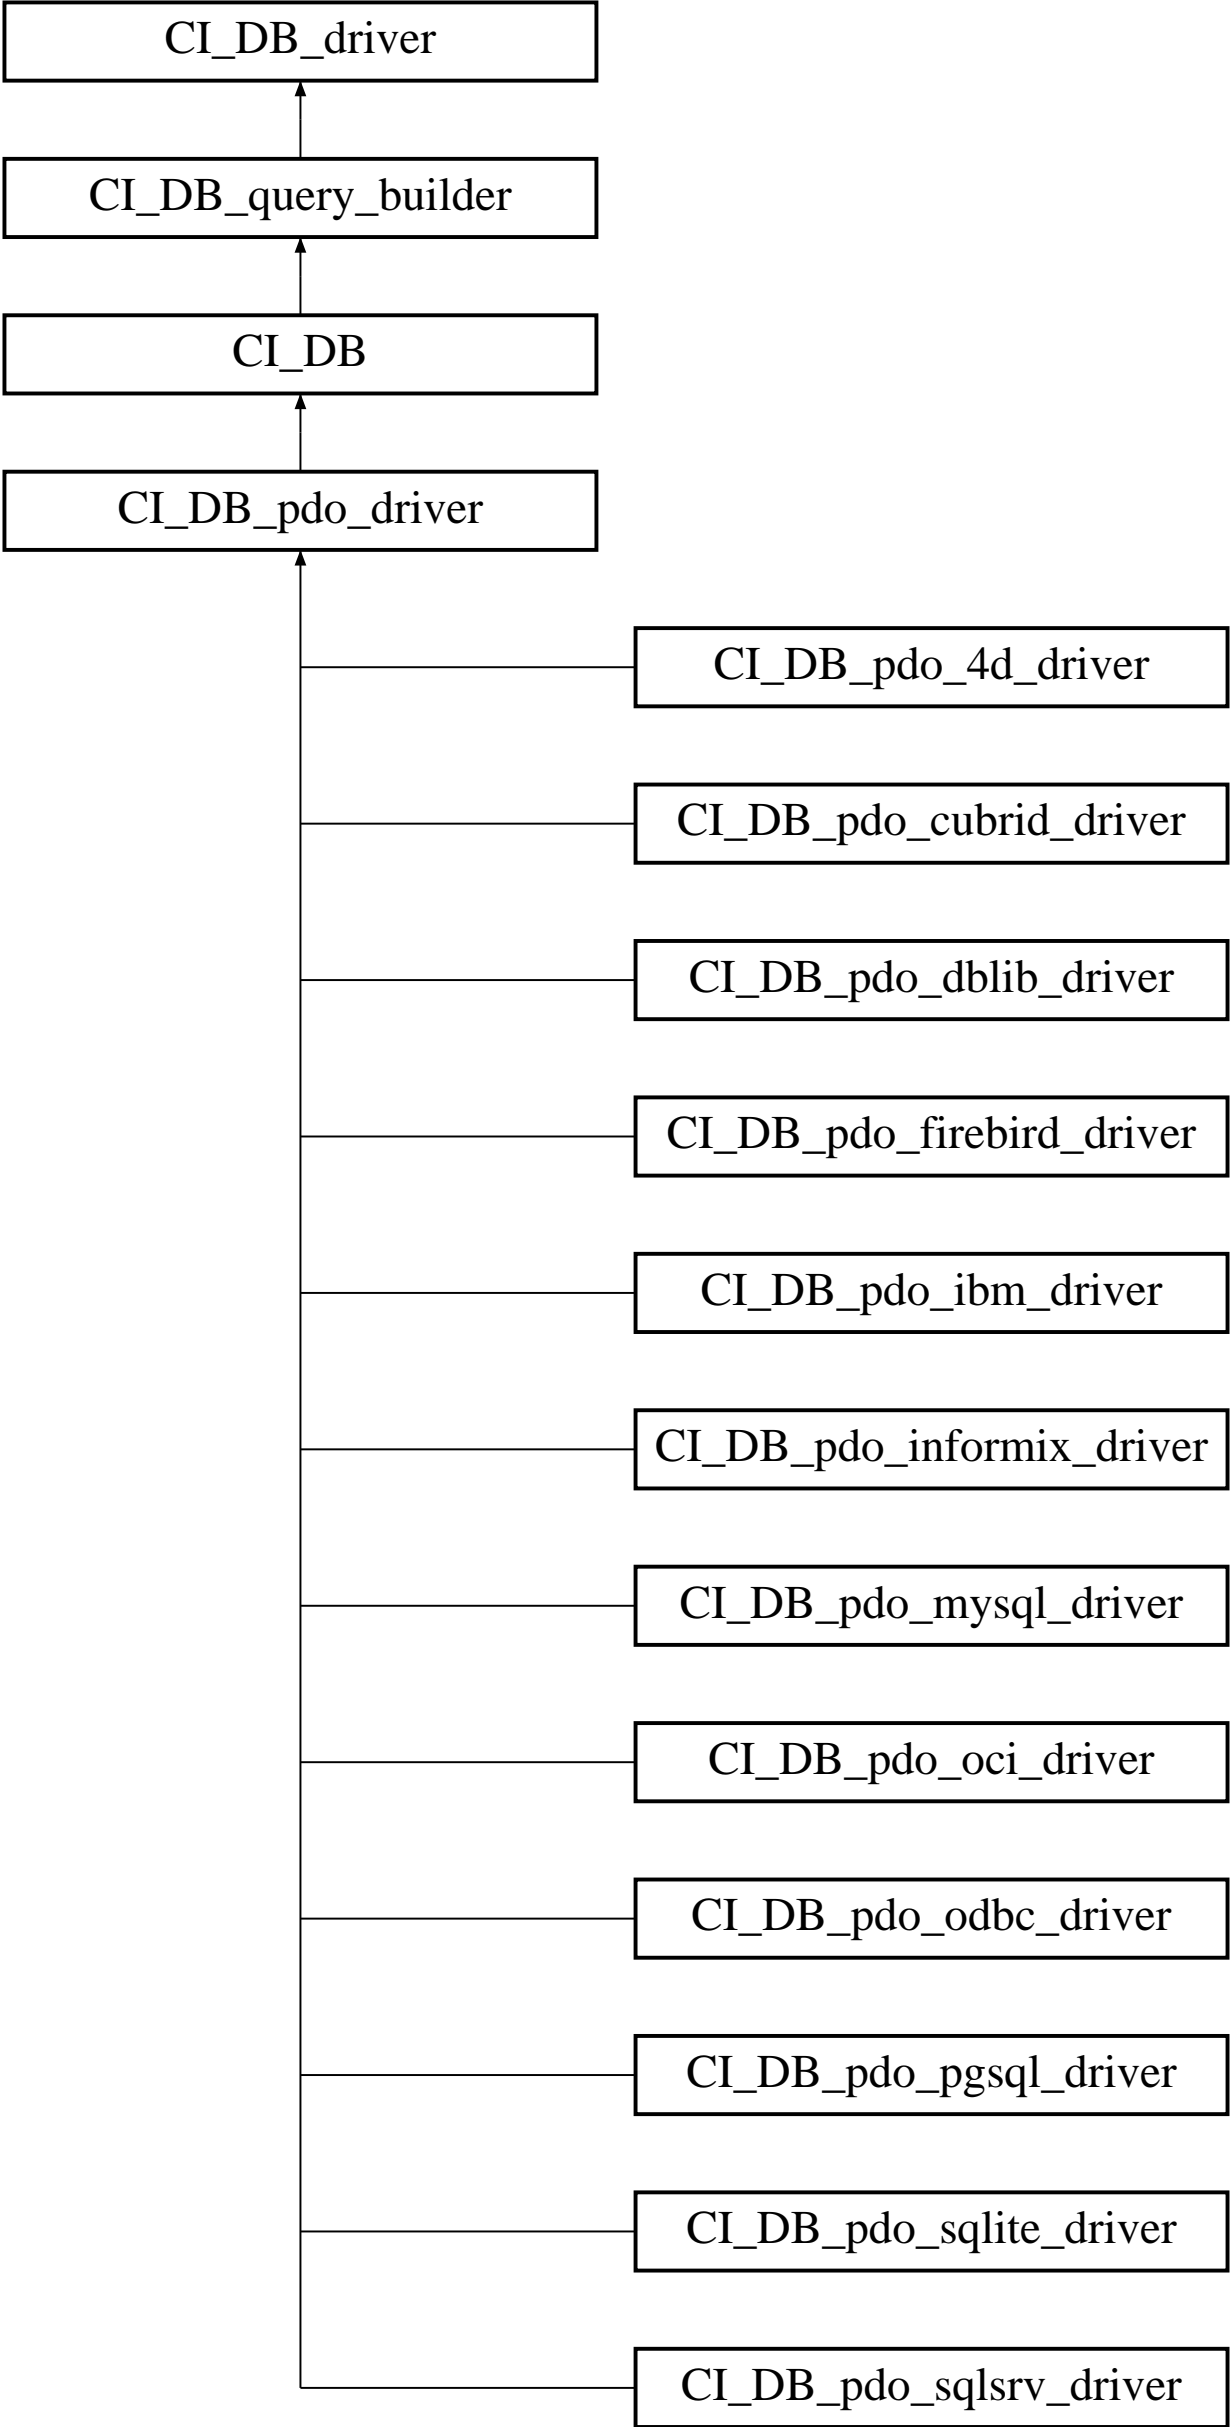 CI_DB_driver
CI_DB_query_builder
CI_DB
CI_DB_pdo_driver
CI_DB_pdo_4d_driver
CI_DB_pdo_cubrid_driver
CI_DB_pdo_dblib_driver
CI_DB_pdo_firebird_driver
CI_DB_pdo_ibm_driver
CI_DB_pdo_informix_driver
CI_DB_pdo_mysql_driver
CI_DB_pdo_oci_driver
CI_DB_pdo_odbc_driver
CI_DB_pdo_pgsql_driver
CI_DB_pdo_sqlite_driver
CI_DB_pdo_sqlsrv_driver